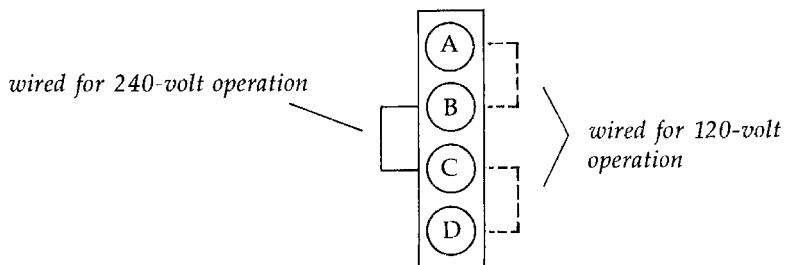 A
wired for 240-volt operation
B
wired for 120-volt
operation
C
D